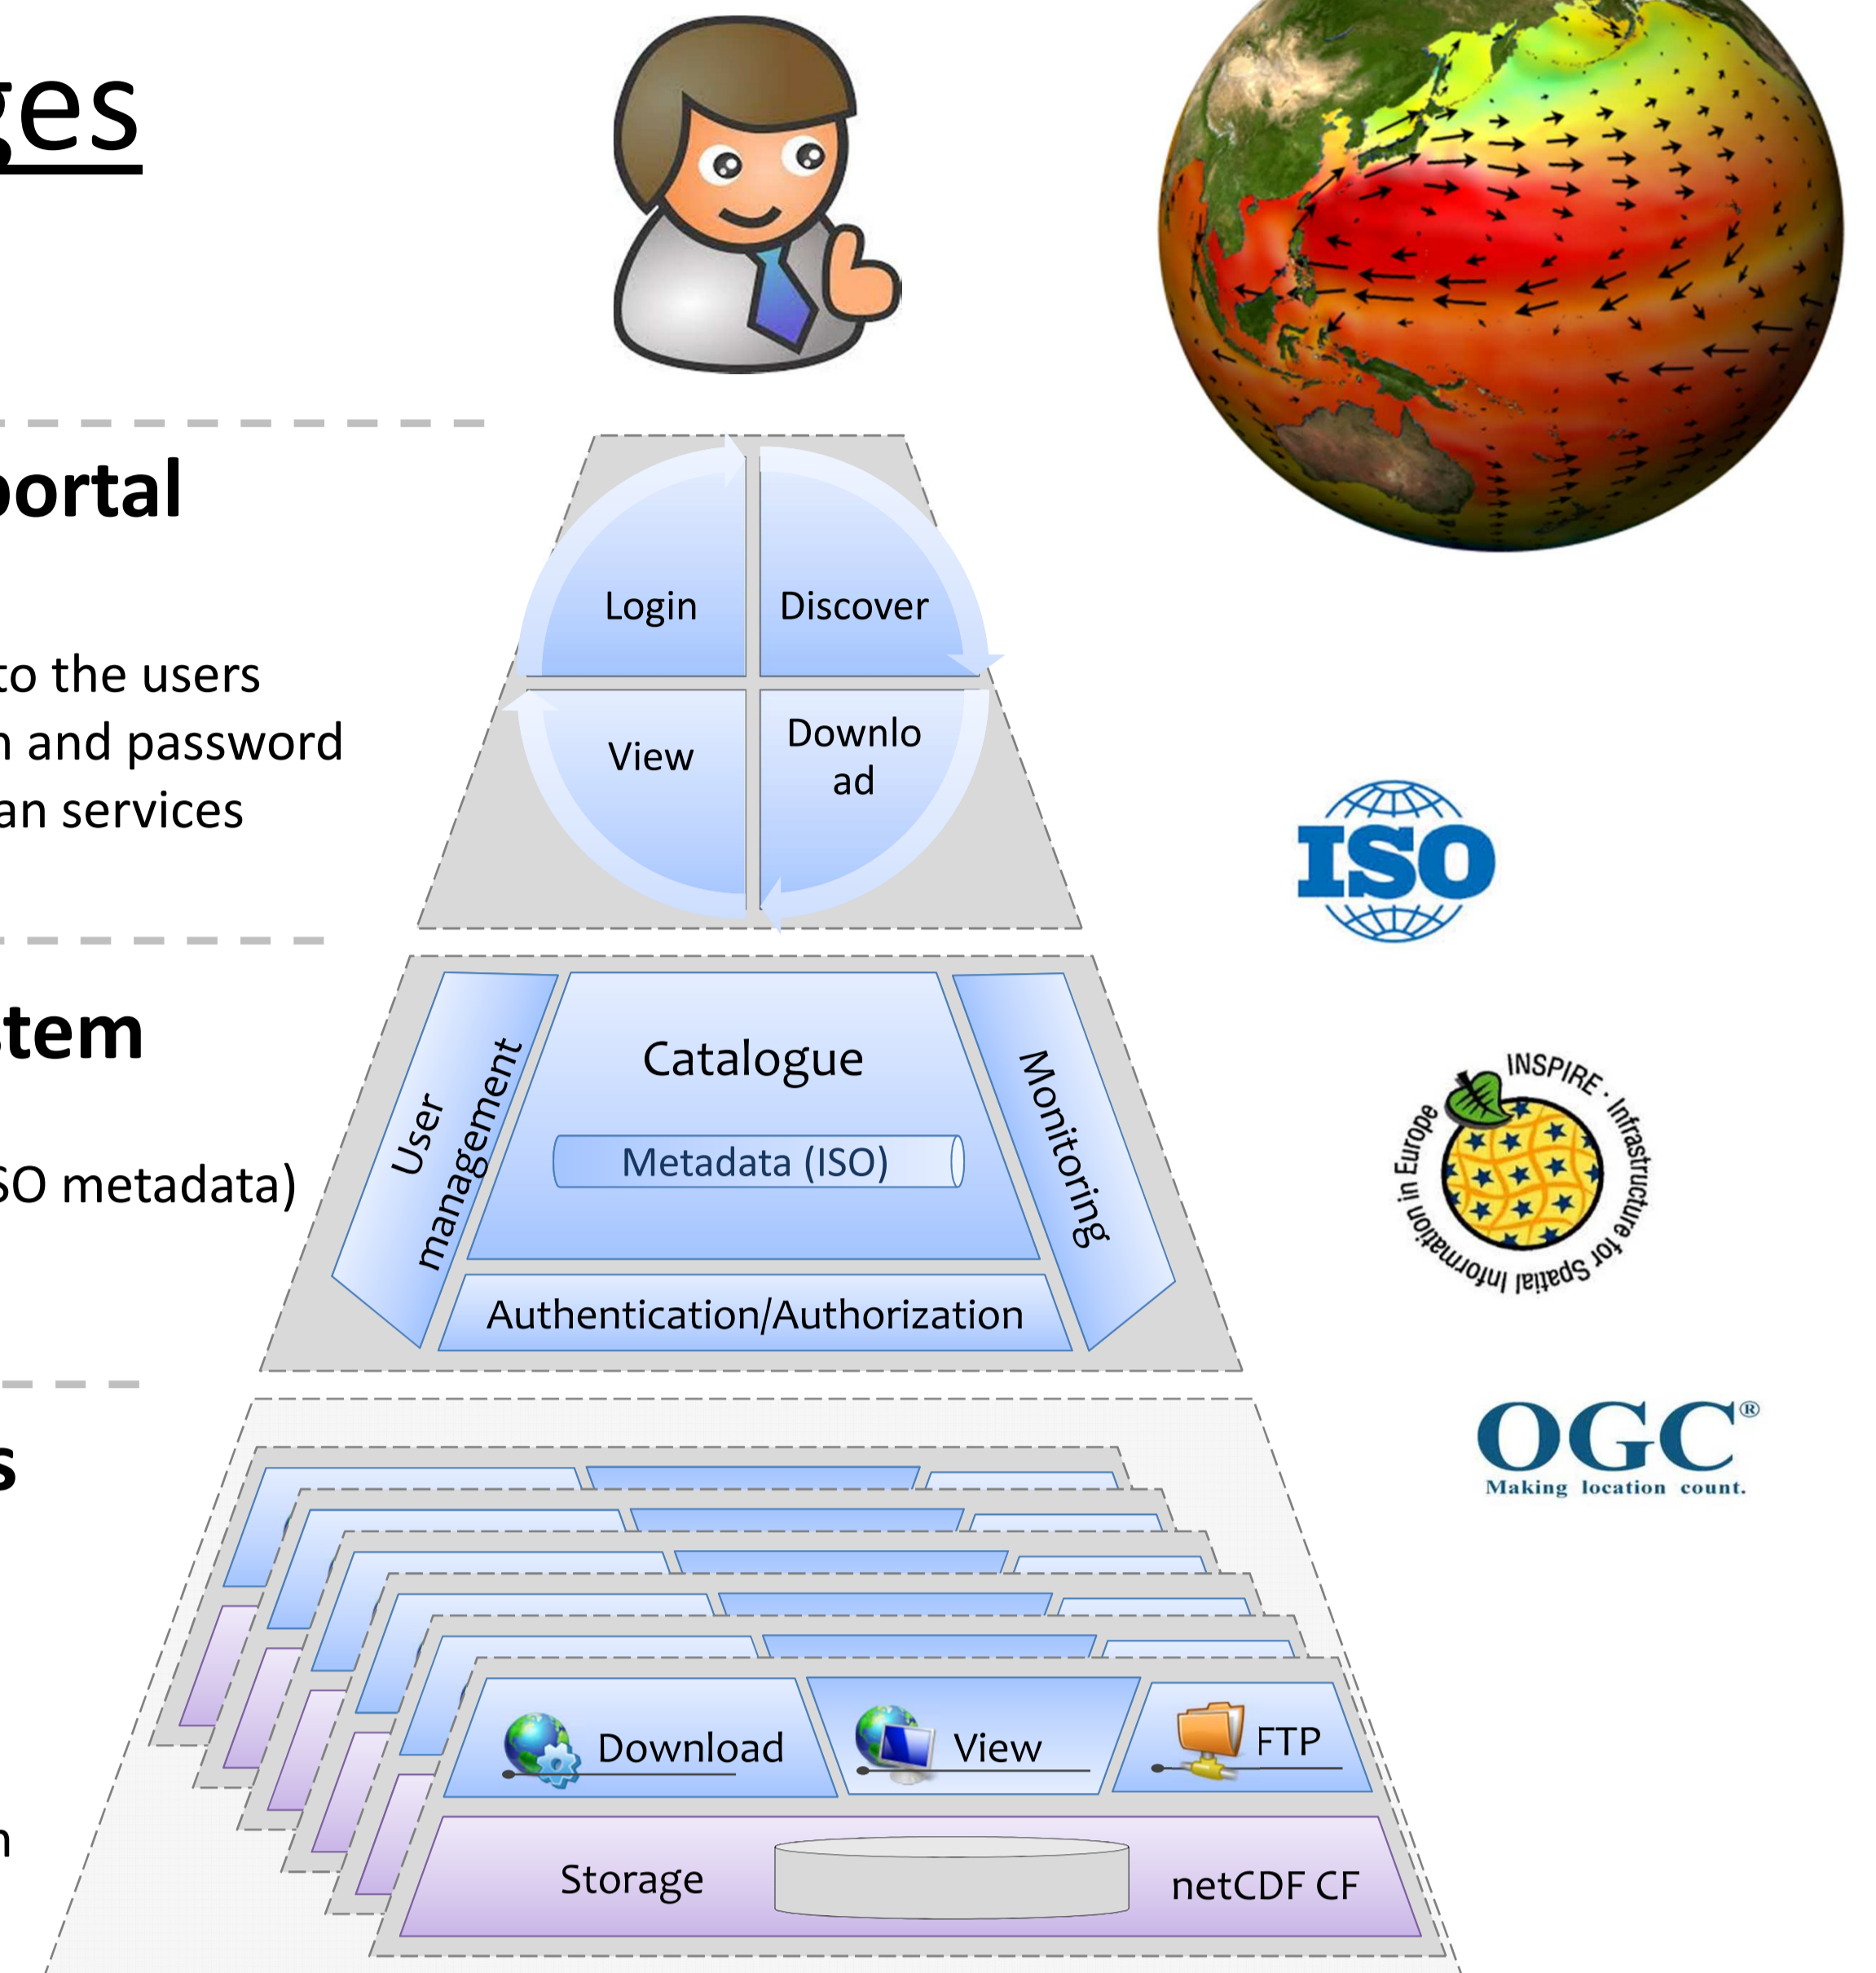 ges
portal
Login
Discover
to the users
n and password
an services
View
Downlo
ad
ISO
stem
SO metadata)
User
management
Catalogue
Metadata (ISO)
Monitoring
Authentication/Authorization
INSPIRE · Infrastructure for Spatial Information in Europe
s
OGC®
Making location count.
Download
View
FTP
n
Storage
netCDF CF